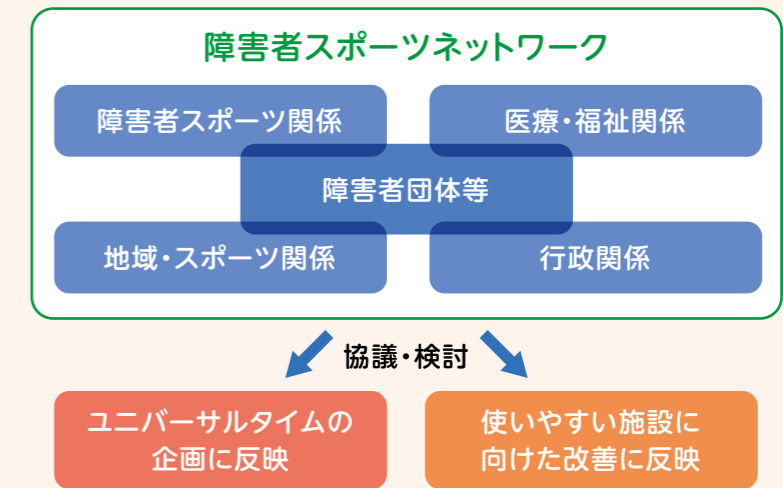 障害者スポーツネットワーク
障害者スポーツ関係
医療・福祉関係
障害者団体等
地域・スポーツ関係
行政関係
協議・検討
ユニバーサルタイムの
企画に反映
使いやすい施設に
向けた改善に反映